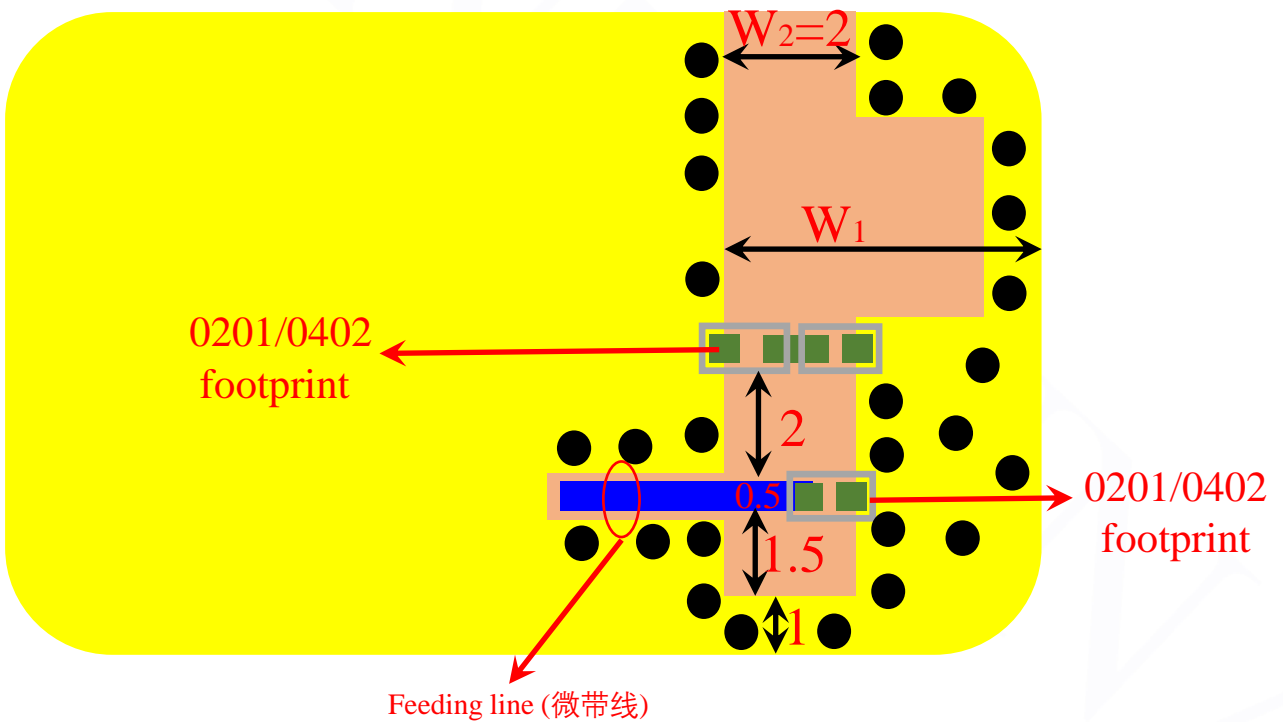 W₂=2
W₁
0201/0402
footprint
2
0.5
0201/0402
footprint
1.5
1
Feeding line (微带线)